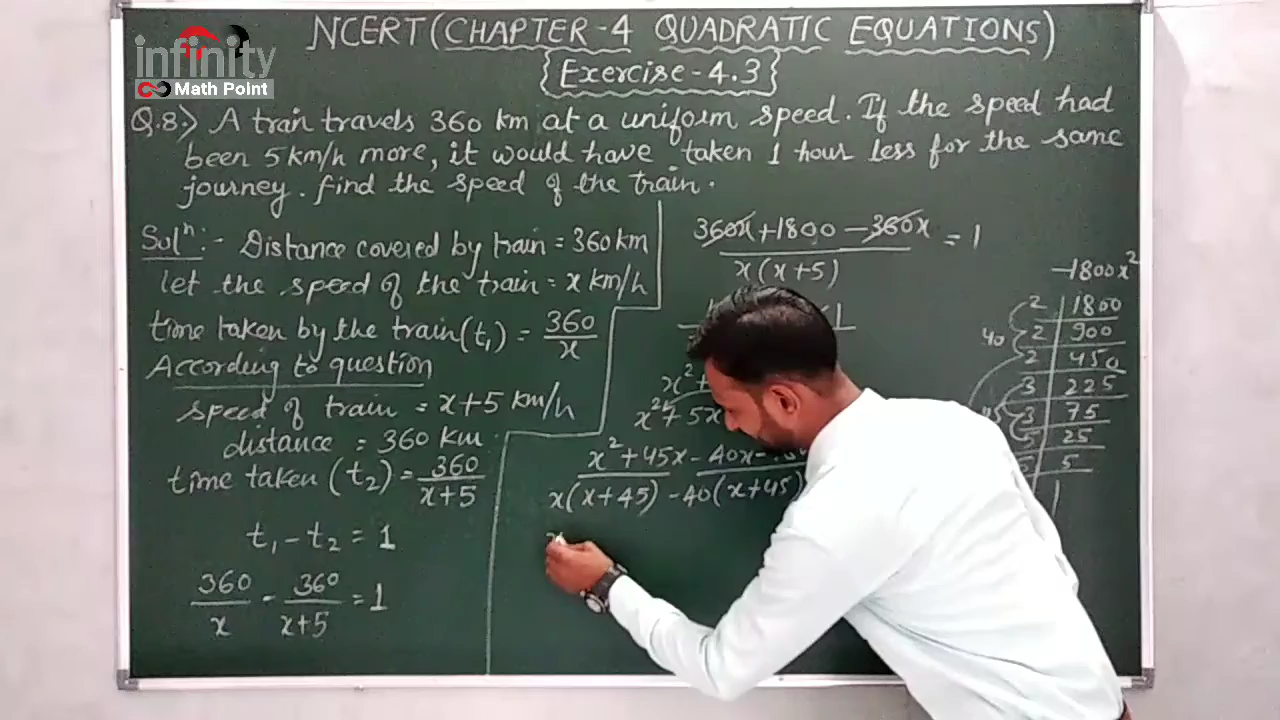 infinity
Math Point
NCERT (CHAPTER-4 QUADRATIC EQUATIONS)
{Exercise-4.3}
Q.8:) A train travels 360 km at a uniform speed. If the speed had
been 5 km/h more, it would have taken 1 hour less for the same
journey. find the speed of the train.
Solⁿ:- Distance covered by train = 360 km
let the speed of the train = x km/h
time taken by the train (t₁) = 360/x
According to question
speed of train = x+5 km/h
distance = 360 km
time taken (t₂) = 360/(x+5)
t₁ - t₂ = 1
360/x - 360/(x+5) = 1
(360x + 1800 - 360x)/(x(x+5)) = 1
x² +
x² + 5x
x² + 45x - 40x -
x(x+45) - 40(x+45)
-1800x²
2 | 1800
2 | 900
2 | 450
3 | 225
3 | 75
5 | 25
5 | 5
1
40
45